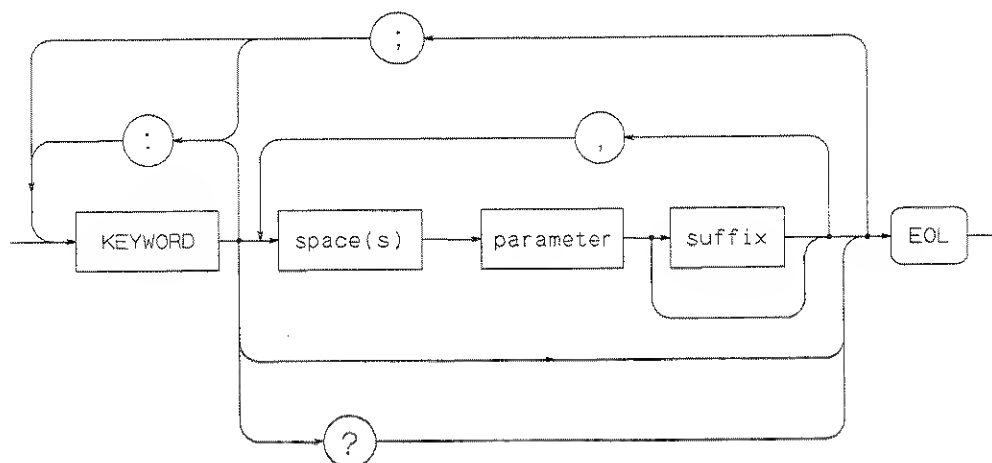 ;
:
,
KEYWORD
space(s)
parameter
suffix
EOL
?